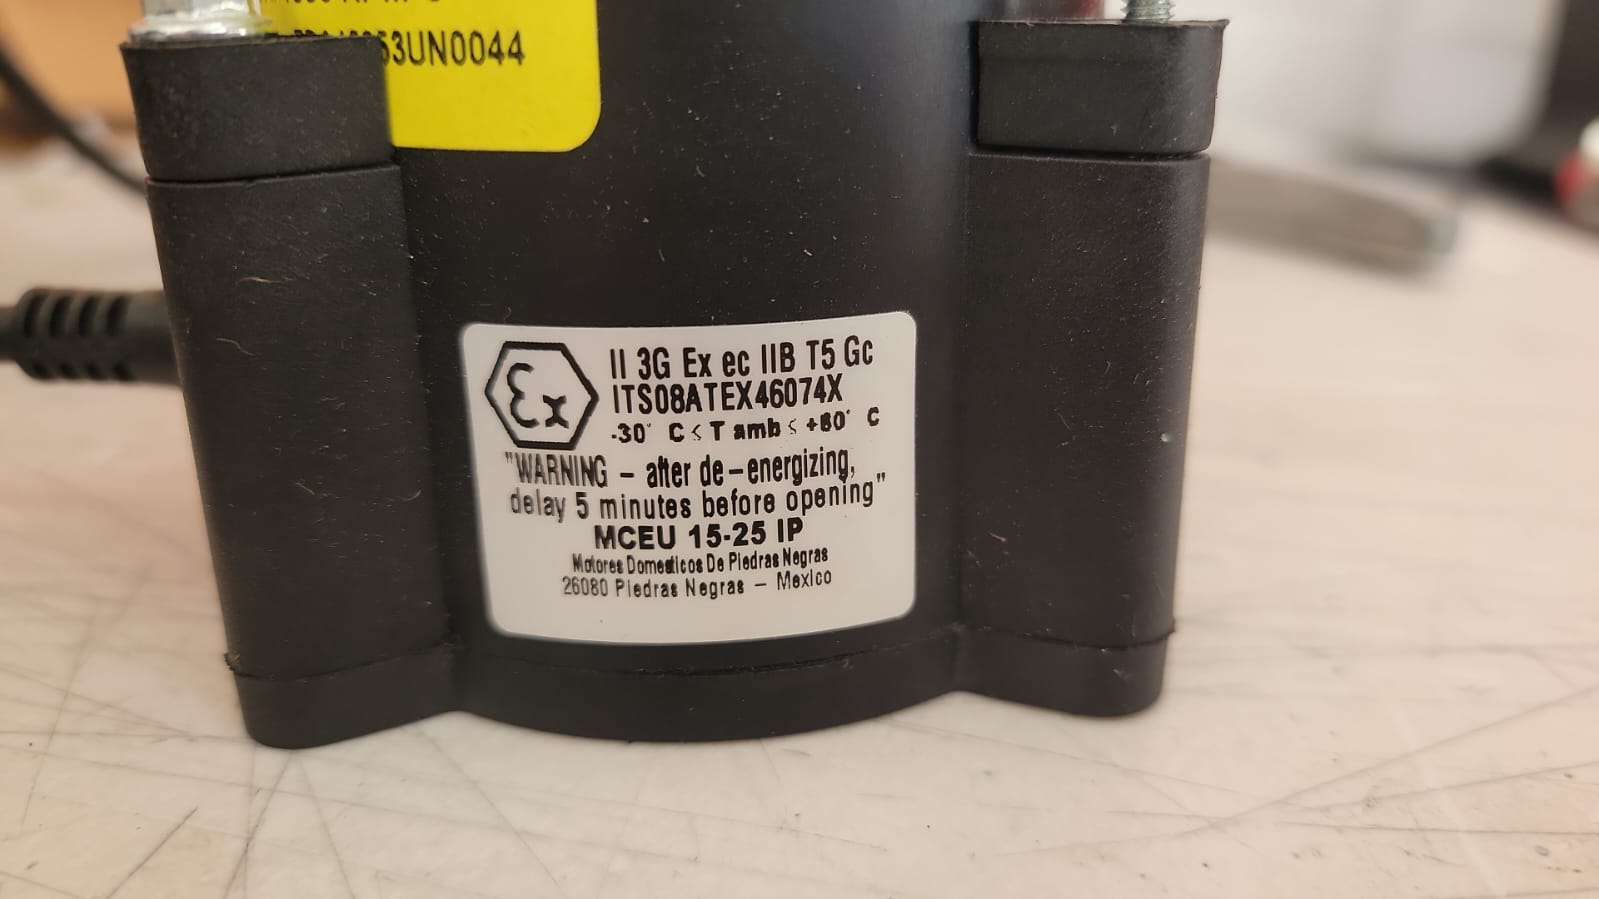 53UN0044
Ex
II 3G Ex ec IIB T5 Gc
ITS08ATEX46074X
-30° C ≤ T amb ≤ +60° C
"WARNING – after de-energizing,
delay 5 minutes before opening"
MCEU 15-25 IP
Motores Domesticos De Piedras Negras
26080 Piedras Negras – Mexico